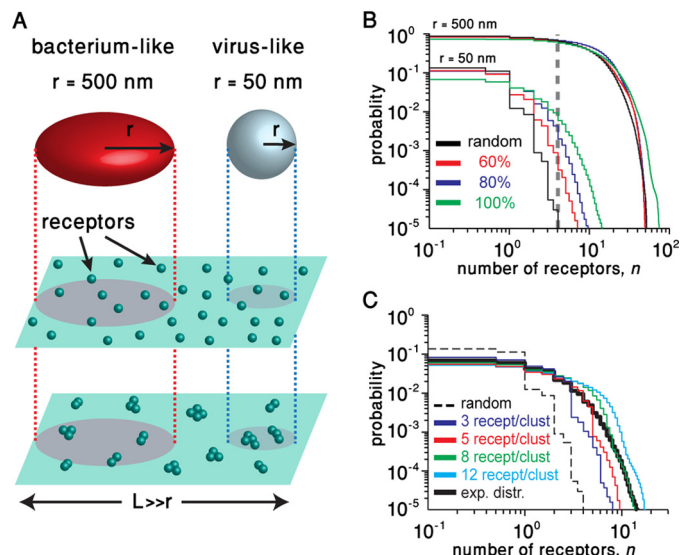 A
bacterium-like
virus-like
r = 500 nm
r = 50 nm
r
r
receptors
L>>r
B
r = 500 nm
r = 50 nm
random
60%
80%
100%
probablity
10^0
10^-1
10^-2
10^-3
10^-4
10^-5
10^-1
10^0
10^1
10^2
number of receptors, n
C
random
3 recept/clust
5 recept/clust
8 recept/clust
12 recept/clust
exp. distr.
probability
10^0
10^-1
10^-2
10^-3
10^-4
10^-5
10^-1
10^0
10^1
number of receptors, n